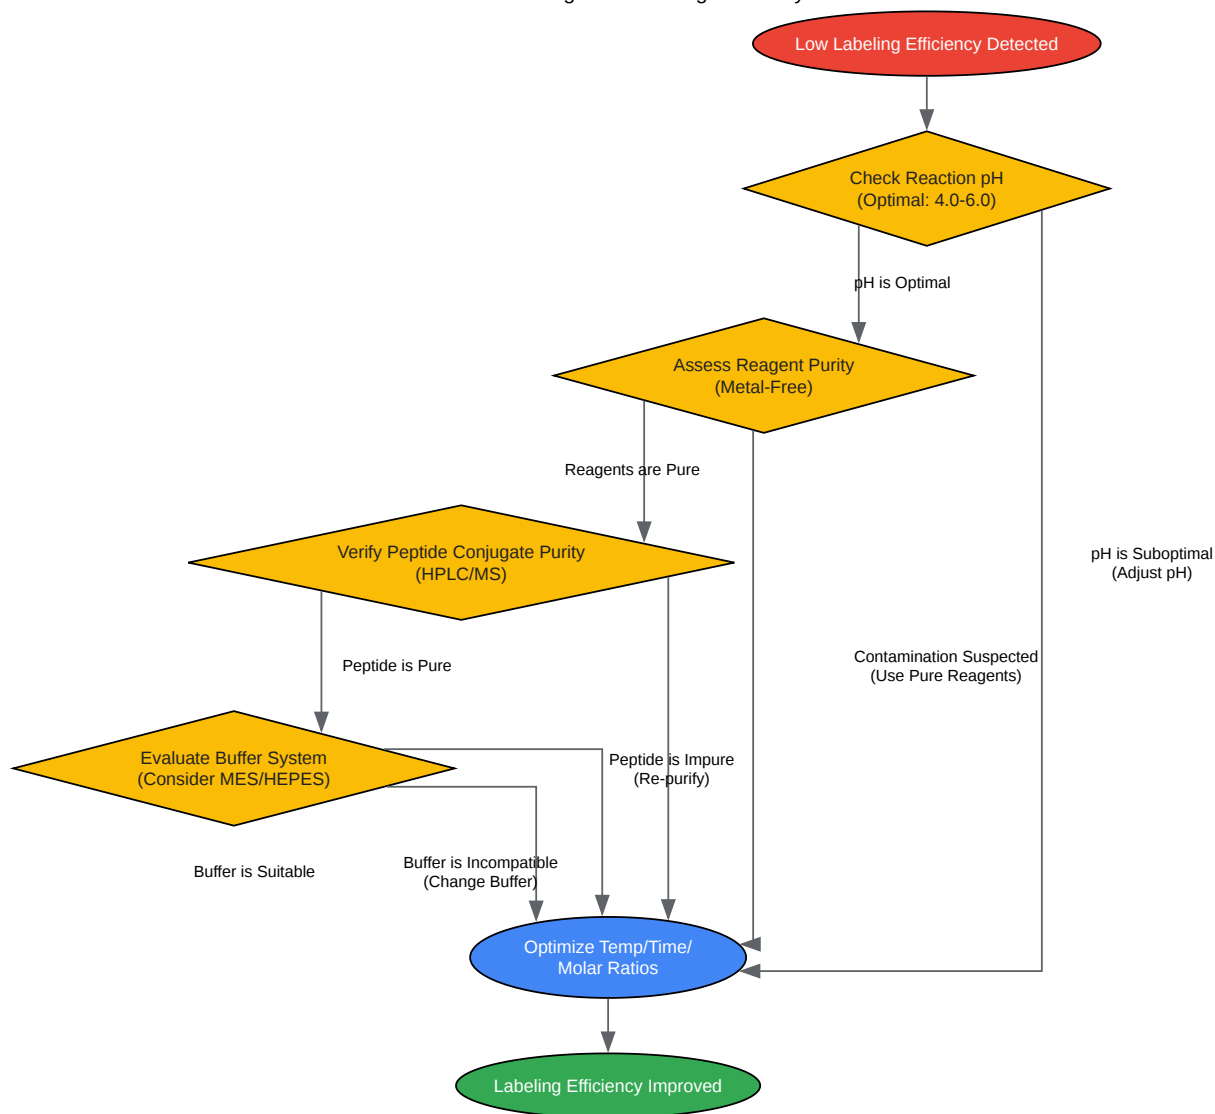 Low Labeling Efficiency Detected
Check Reaction pH
(Optimal: 4.0-6.0)
pH is Optimal
Assess Reagent Purity
(Metal-Free)
Reagents are Pure
Verify Peptide Conjugate Purity
(HPLC/MS)
pH is Suboptimal
(Adjust pH)
Contamination Suspected
(Use Pure Reagents)
Peptide is Pure
Evaluate Buffer System
(Consider MES/HEPES)
Peptide is Impure
(Re-purify)
Buffer is Suitable
Buffer is Incompatible
(Change Buffer)
Optimize Temp/Time/
Molar Ratios
Labeling Efficiency Improved